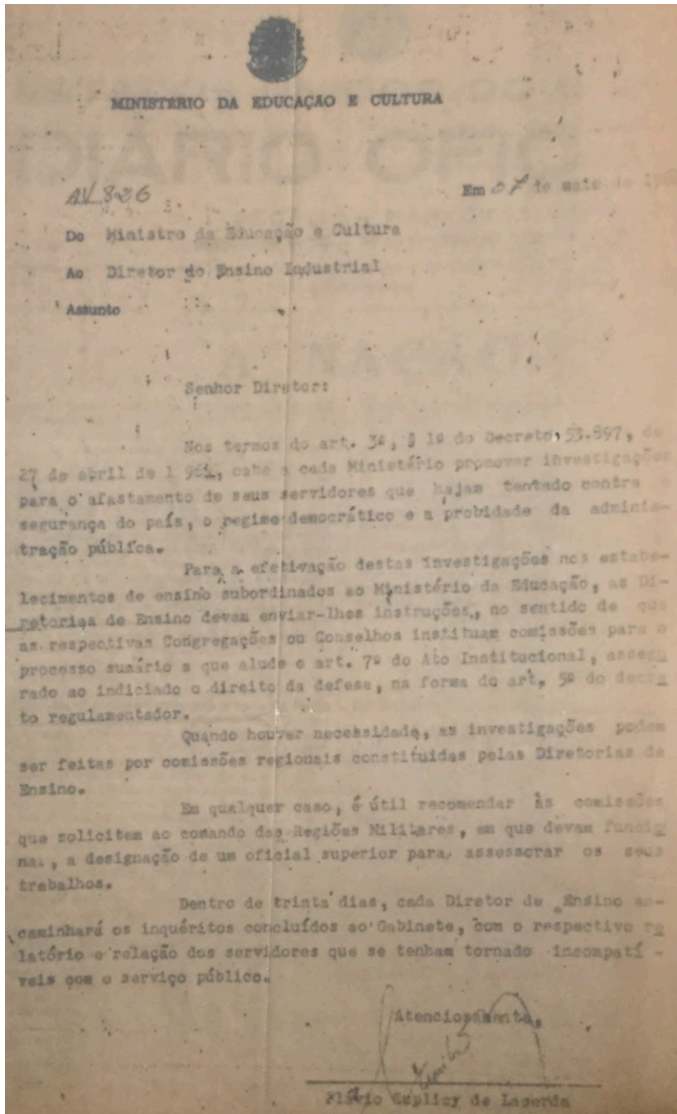 MINISTÉRIO DA EDUCAÇÃO E CULTURA
AV 836
Em 07 de maio de 196
Do Ministro da Educação e Cultura
Ao Diretor do Ensino Industrial
Assunto
Senhor Diretor:
Nos termos do art. 3º, § 1º do Decreto 53.897, de
27 de abril de 1 964, cabe a cada Ministério promover investigações
para o afastamento de seus servidores que hajam tentado contra a
segurança do país, o regime democrático e a probidade da adminis-
tração pública.
Para a efetivação destas investigações nos estabe-
lecimentos de ensino subordinados ao Ministério da Educação, as Di-
retorias de Ensino devem enviar-lhes instruções, no sentido de que
as respectivas Congregações ou Conselhos instituam comissões para o
processo sumário a que alude o art. 7º do Ato Institucional, assegu
rado ao indiciado o direito da defesa, na forma do art. 5º do decre
to regulamentador.
Quando houver necessidade, as investigações podem
ser feitas por comissões regionais constituidas pelas Diretorias de
Ensino.
Em qualquer caso, é útil recomendar às comissões
que solicitem ao comando das Regiões Militares, em que devam funcio
nar, a designação de um oficial superior para assessorar os seus
trabalhos.
Dentro de trinta dias, cada Diretor de Ensino en-
caminhará os inquéritos concluídos ao Gabinete, com o respectivo re
latório e relação dos servidores que se tenham tornado incompatí -
veis com o serviço público.
Atenciosamente,
Flávio Suplicy de Lacerda